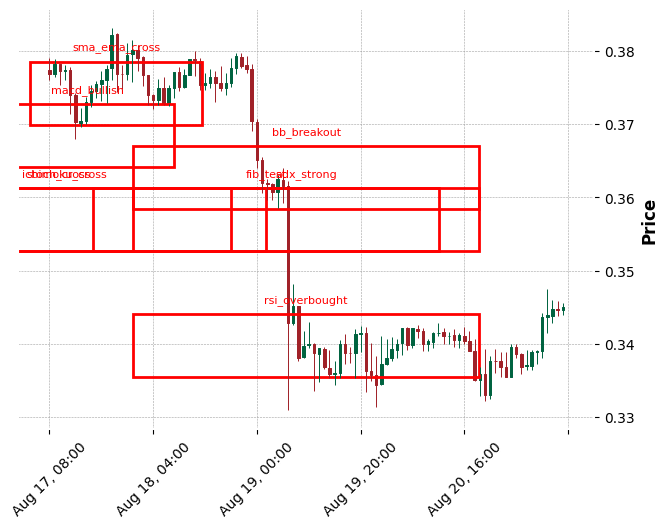 sma_ema_cross
macd_bullish
bb_breakout
fib_test
adx_strong
rsi_overbought
0.38
0.37
0.36
0.35
0.34
0.33
Price
Aug 17, 08:00
Aug 18, 04:00
Aug 19, 00:00
Aug 19, 20:00
Aug 20, 16:00